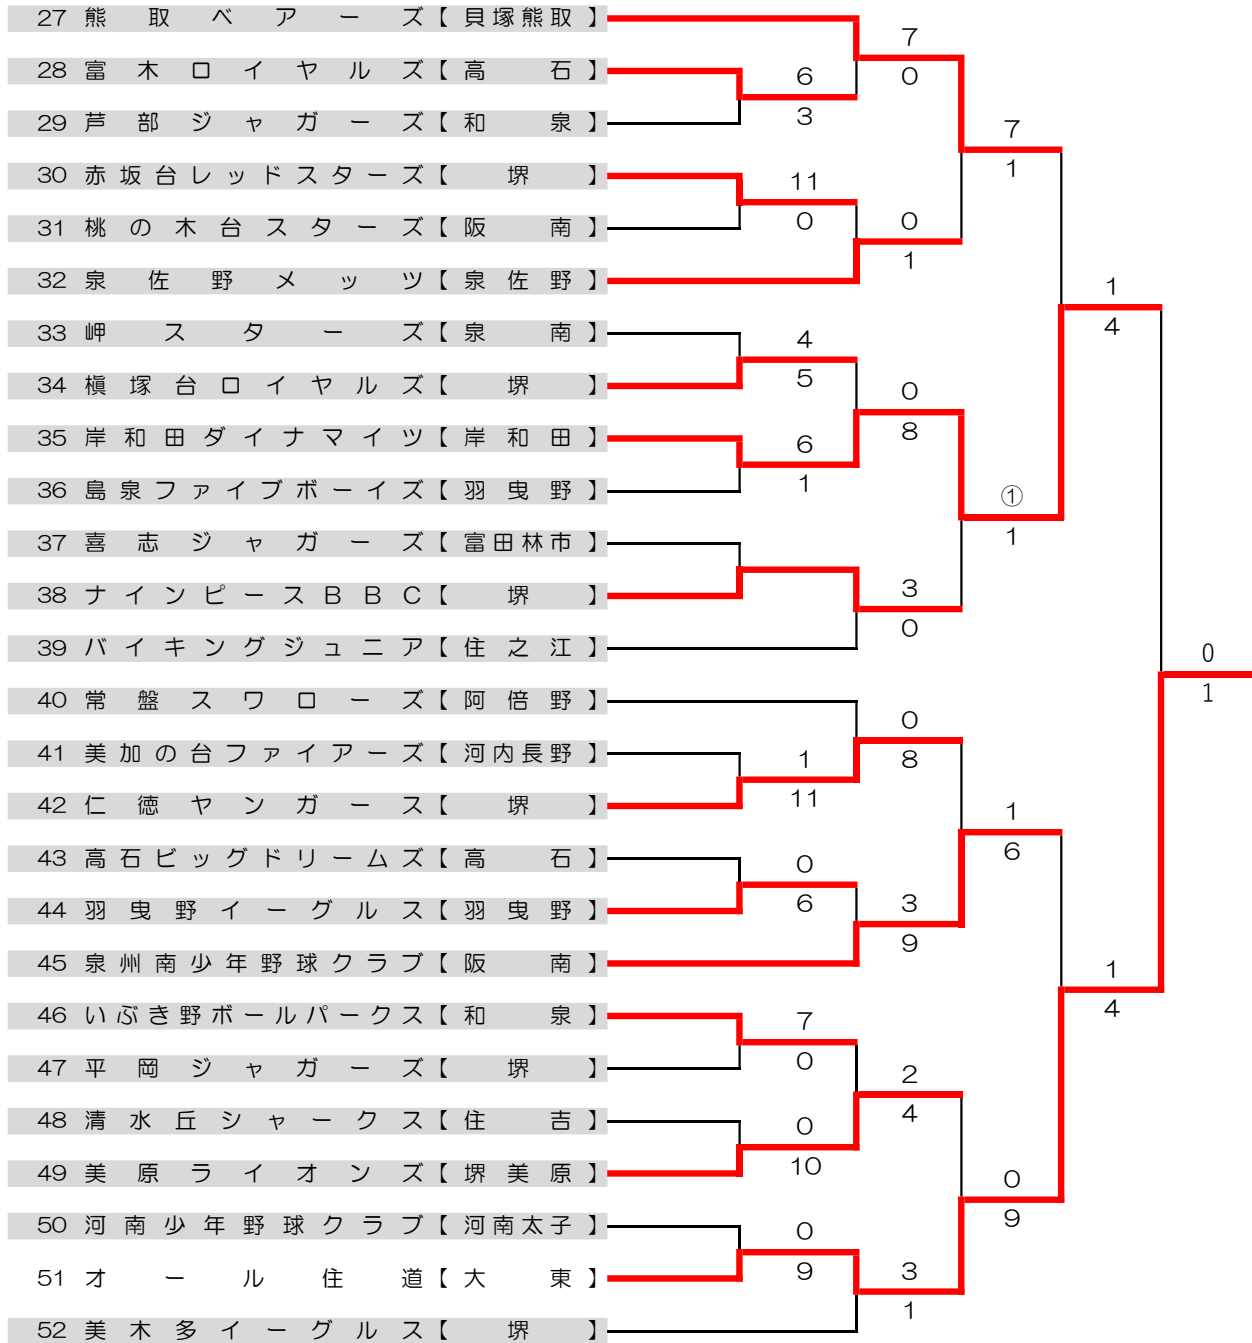 27 熊取ベアーズ【貝塚熊取】
7
28 富木ロイヤルズ【高石】
6
0
29 芦部ジャガーズ【和泉】
3
7
30 赤坂台レッドスターズ【堺】
11
1
31 桃の木台スターズ【阪南】
0
0
1
32 泉佐野メッツ【泉佐野】
1
4
33 岬スターズ【泉南】
4
34 槇塚台ロイヤルズ【堺】
5
0
35 岸和田ダイナマイツ【岸和田】
6
8
36 島泉ファイブボーイズ【羽曳野】
1
①
37 喜志ジャガーズ【富田林市】
1
38 ナインピースBBC【堺】
3
0
39 バイキングジュニア【住之江】
0
1
40 常盤スワローズ【阿倍野】
0
41 美加の台ファイアーズ【河内長野】
1
8
42 仁徳ヤンガース【堺】
11
1
43 高石ビッグドリームズ【高石】
0
6
44 羽曳野イーグルス【羽曳野】
6
3
9
45 泉州南少年野球クラブ【阪南】
1
4
46 いぶき野ボールパークス【和泉】
7
47 平岡ジャガーズ【堺】
0
2
48 清水丘シャークス【住吉】
0
4
49 美原ライオンズ【堺美原】
10
0
50 河南少年野球クラブ【河南太子】
0
9
51 オール住道【大東】
9
3
1
52 美木多イーグルス【堺】